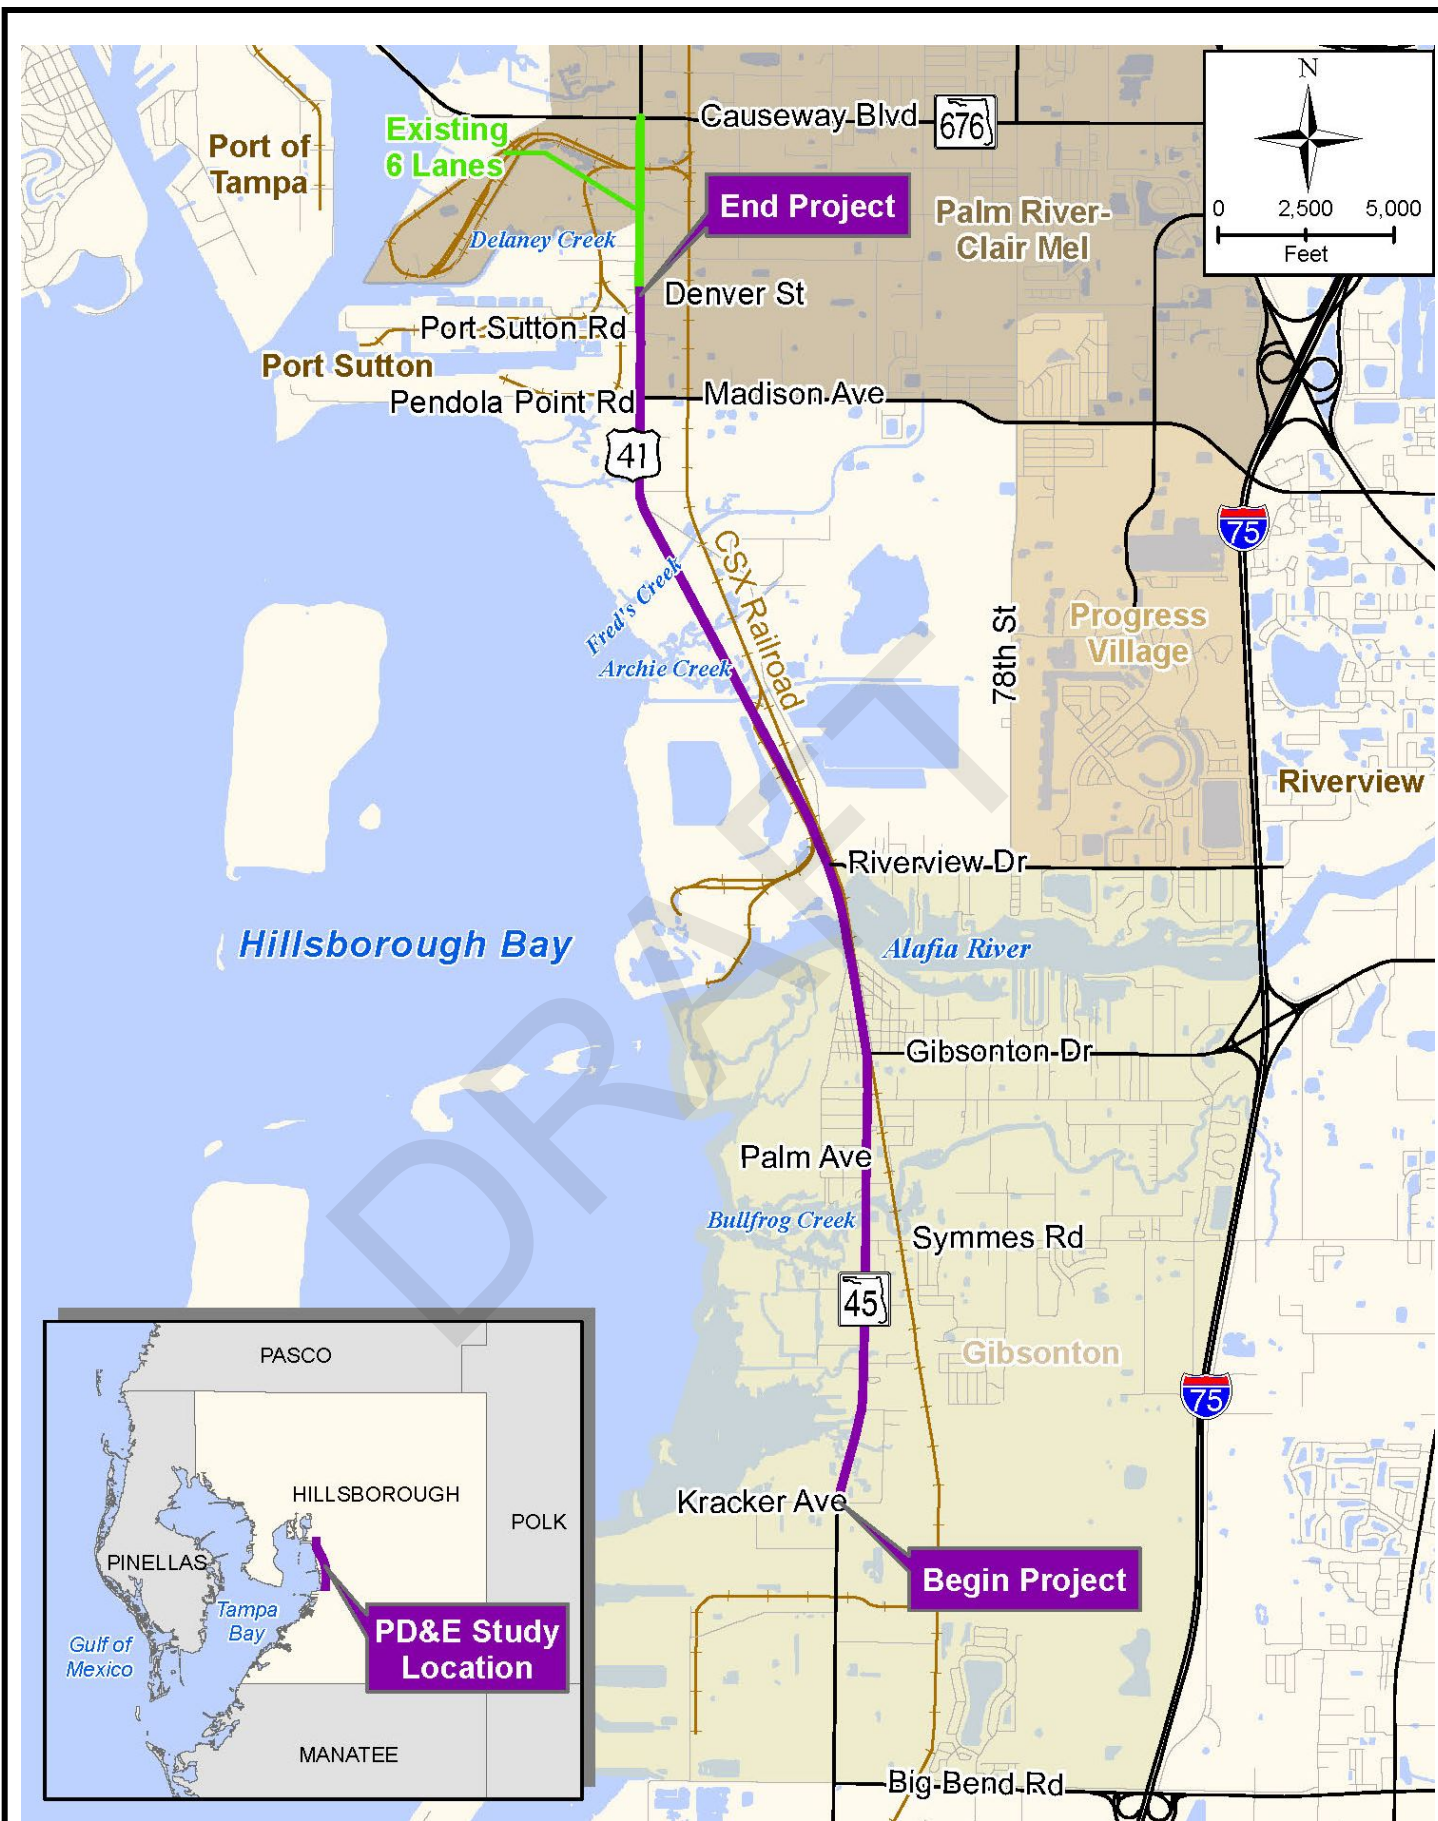 N
0 2,500 5,000
Feet
Causeway Blvd
676
Existing
6 Lanes
Port of
Tampa
End Project
Palm River-
Clair Mel
Delaney Creek
Denver St
Port Sutton Rd
Port Sutton
Madison Ave
Pendola Point Rd
41
75
CSX Railroad
Fred's Creek
Archie Creek
78th St
Progress
Village
Riverview
Riverview Dr
Hillsborough Bay
Alafia River
Gibsonton Dr
Palm Ave
Bullfrog Creek
Symmes Rd
45
Gibsonton
75
Kracker Ave
Begin Project
Big Bend Rd
DRAFT
PASCO
HILLSBOROUGH
POLK
PINELLAS
Tampa
Bay
Gulf of
Mexico
PD&E Study
Location
MANATEE